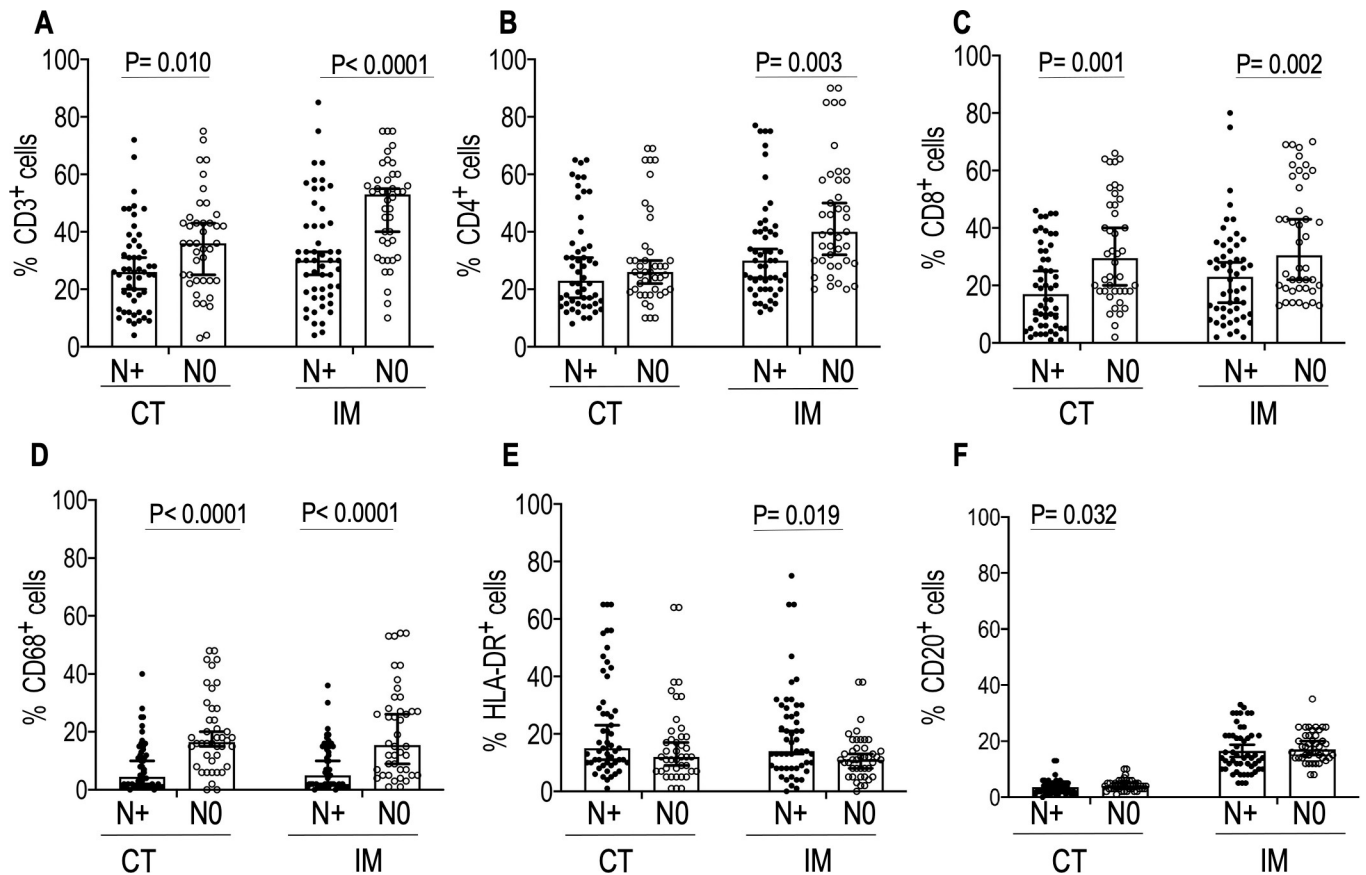 A
% CD3+ cells
100
80
60
40
20
0
P= 0.010
P< 0.0001
N+ N0 N+ N0
CT IM
B
% CD4+ cells
100
80
60
40
20
0
P= 0.003
N+ N0 N+ N0
CT IM
C
% CD8+ cells
100
80
60
40
20
0
P= 0.001
P= 0.002
N+ N0 N+ N0
CT IM
D
% CD68+ cells
100
80
60
40
20
0
P< 0.0001
P< 0.0001
N+ N0 N+ N0
CT IM
E
% HLA-DR+ cells
100
80
60
40
20
0
P= 0.019
N+ N0 N+ N0
CT IM
F
% CD20+ cells
100
80
60
40
20
0
P= 0.032
N+ N0 N+ N0
CT IM